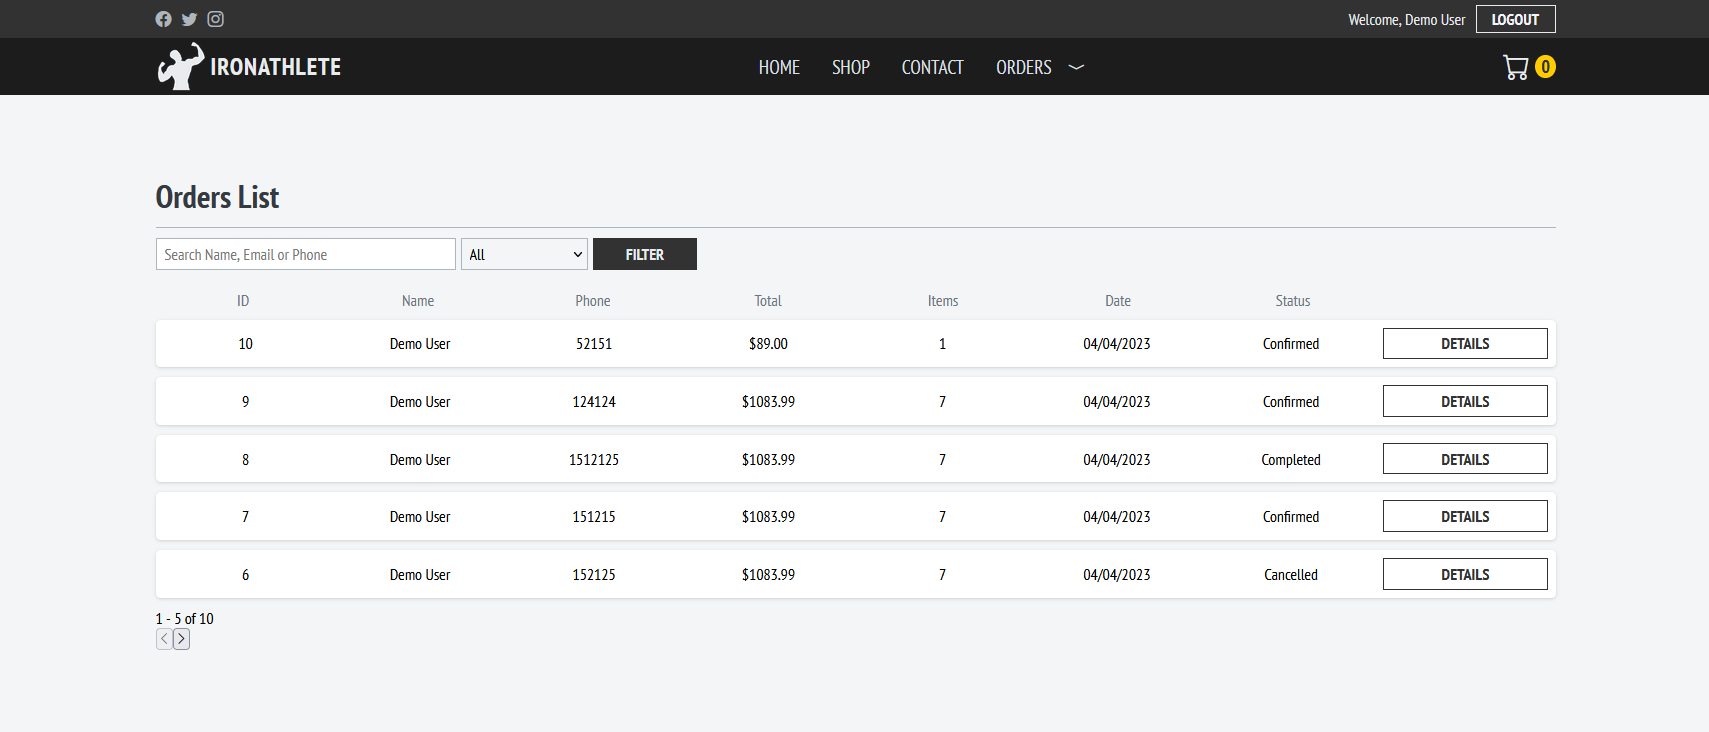 Welcome, Demo User LOGOUT
IRONATHLETE HOME SHOP CONTACT ORDERS 0
Orders List
Search Name, Email or Phone All FILTER
ID Name Phone Total Items Date Status
10 Demo User 52151 $89.00 1 04/04/2023 Confirmed DETAILS
9 Demo User 124124 $1083.99 7 04/04/2023 Confirmed DETAILS
8 Demo User 1512125 $1083.99 7 04/04/2023 Completed DETAILS
7 Demo User 151215 $1083.99 7 04/04/2023 Confirmed DETAILS
6 Demo User 152125 $1083.99 7 04/04/2023 Cancelled DETAILS
1 - 5 of 10